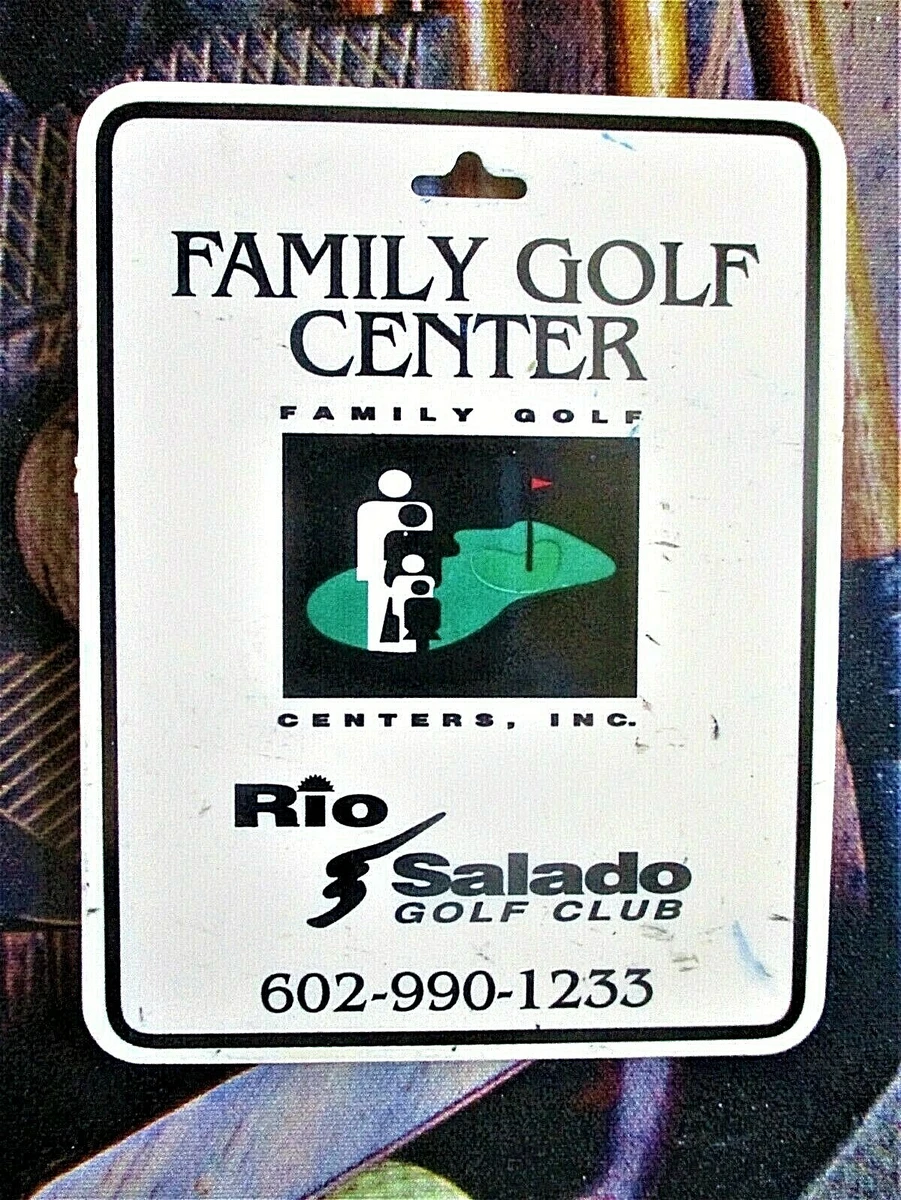 FAMILY GOLF
CENTER
FAMILY GOLF
CENTERS, INC.
Rio
Salado
GOLF CLUB
602-990-1233